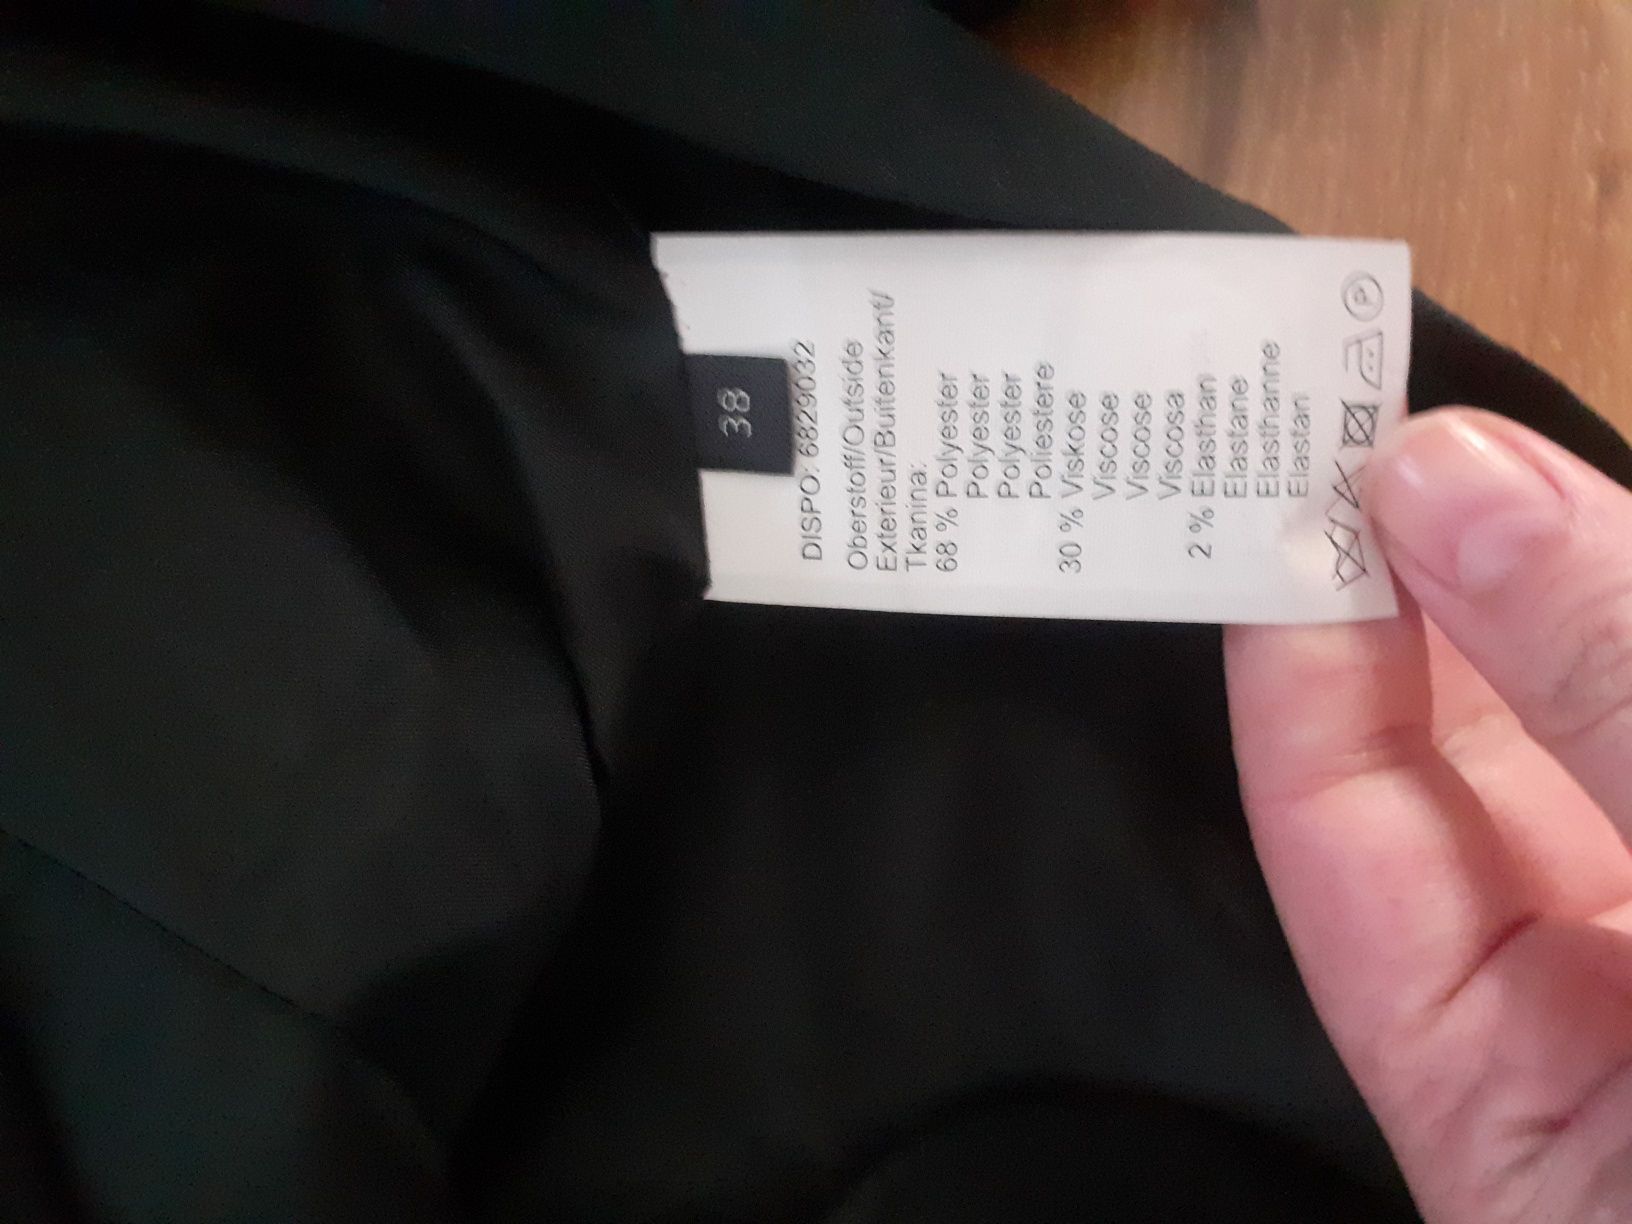 38
DISPO: 6829032
Oberstoff/Outside
Exterieur/Buitenkant/
Tkanina:
68 % Polyester
Polyester
Polyester
Poliestere
30 % Viskose
Viscose
Viscose
Viscosa
2 % Elasthan
Elastane
Elasthanne
Elastan
P